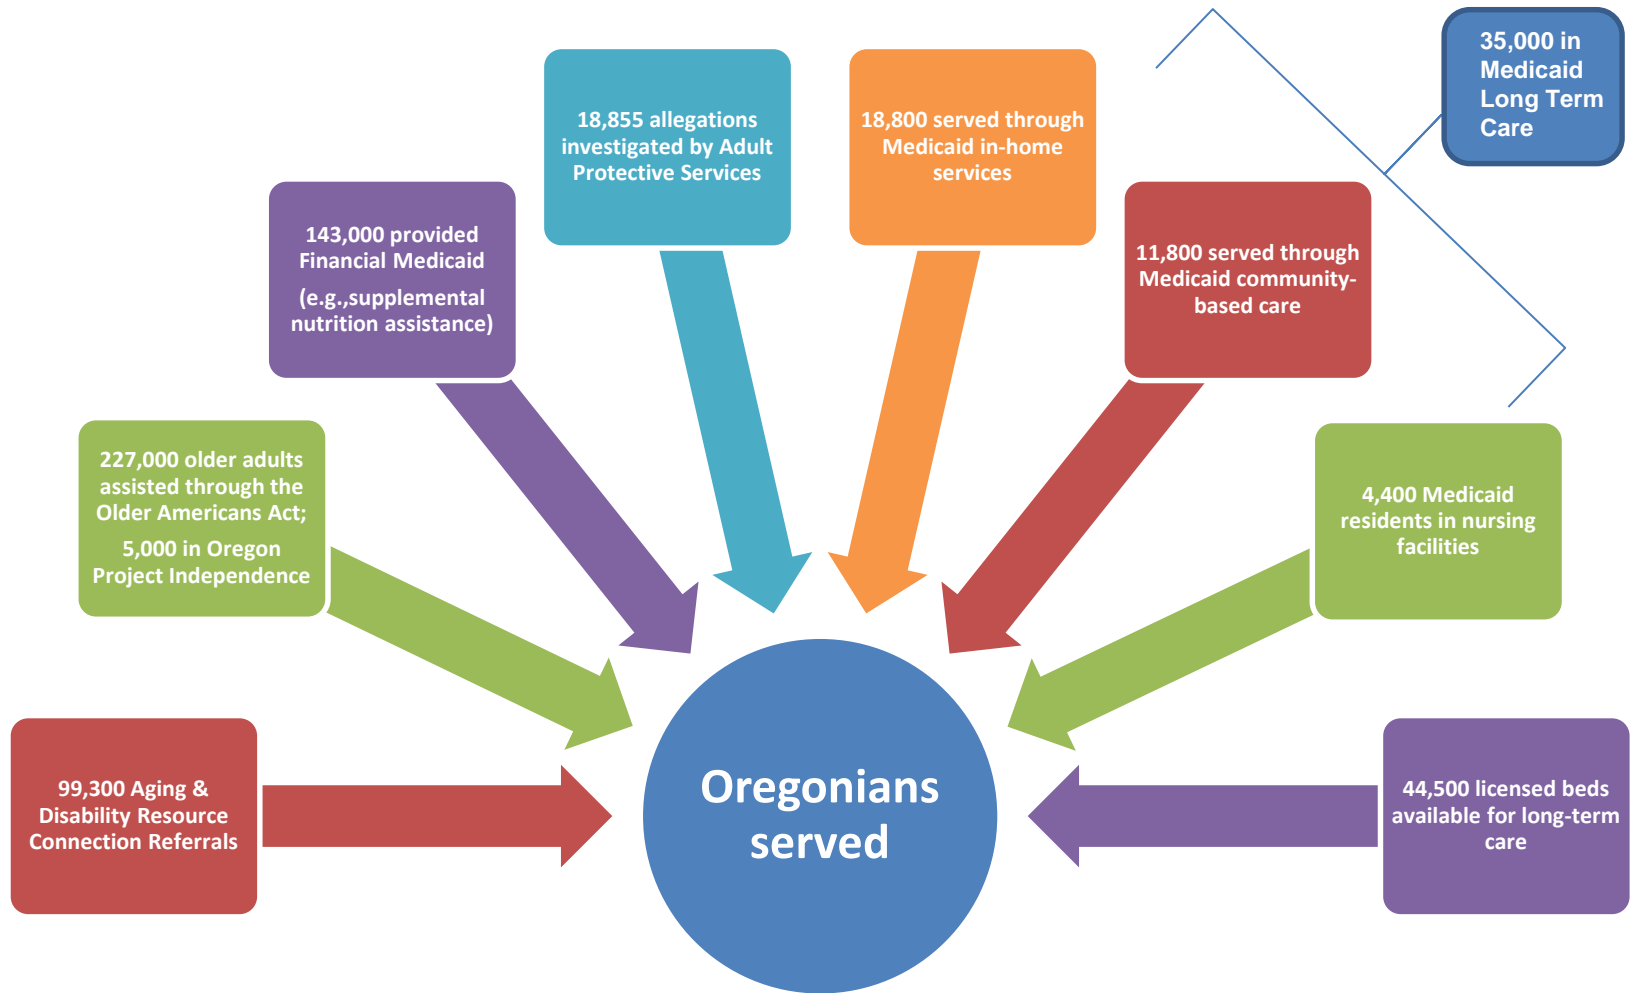 35,000 in
Medicaid
Long Term
Care
18,855 allegations
investigated by Adult
Protective Services
18,800 served through
Medicaid in-home
services
143,000 provided
Financial Medicaid
(e.g.,supplemental
nutrition assistance)
11,800 served through
Medicaid community-
based care
227,000 older adults
assisted through the
Older Americans Act;
5,000 in Oregon
Project Independence
4,400 Medicaid
residents in nursing
facilities
99,300 Aging &
Disability Resource
Connection Referrals
Oregonians
served
44,500 licensed beds
available for long-term
care